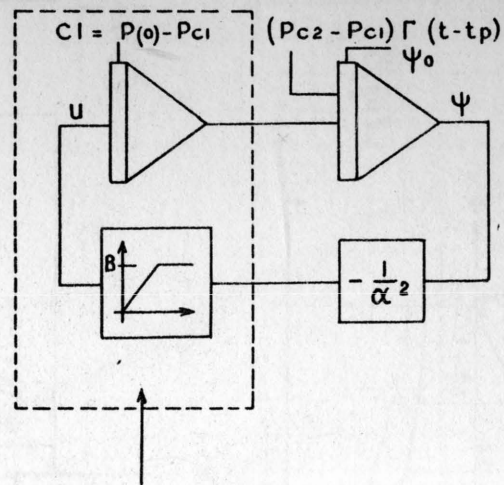 CI = P(0)-PC1
(PC2-PC1) Γ (t-tp)
ψ0
u
ψ
B
- 1/α2